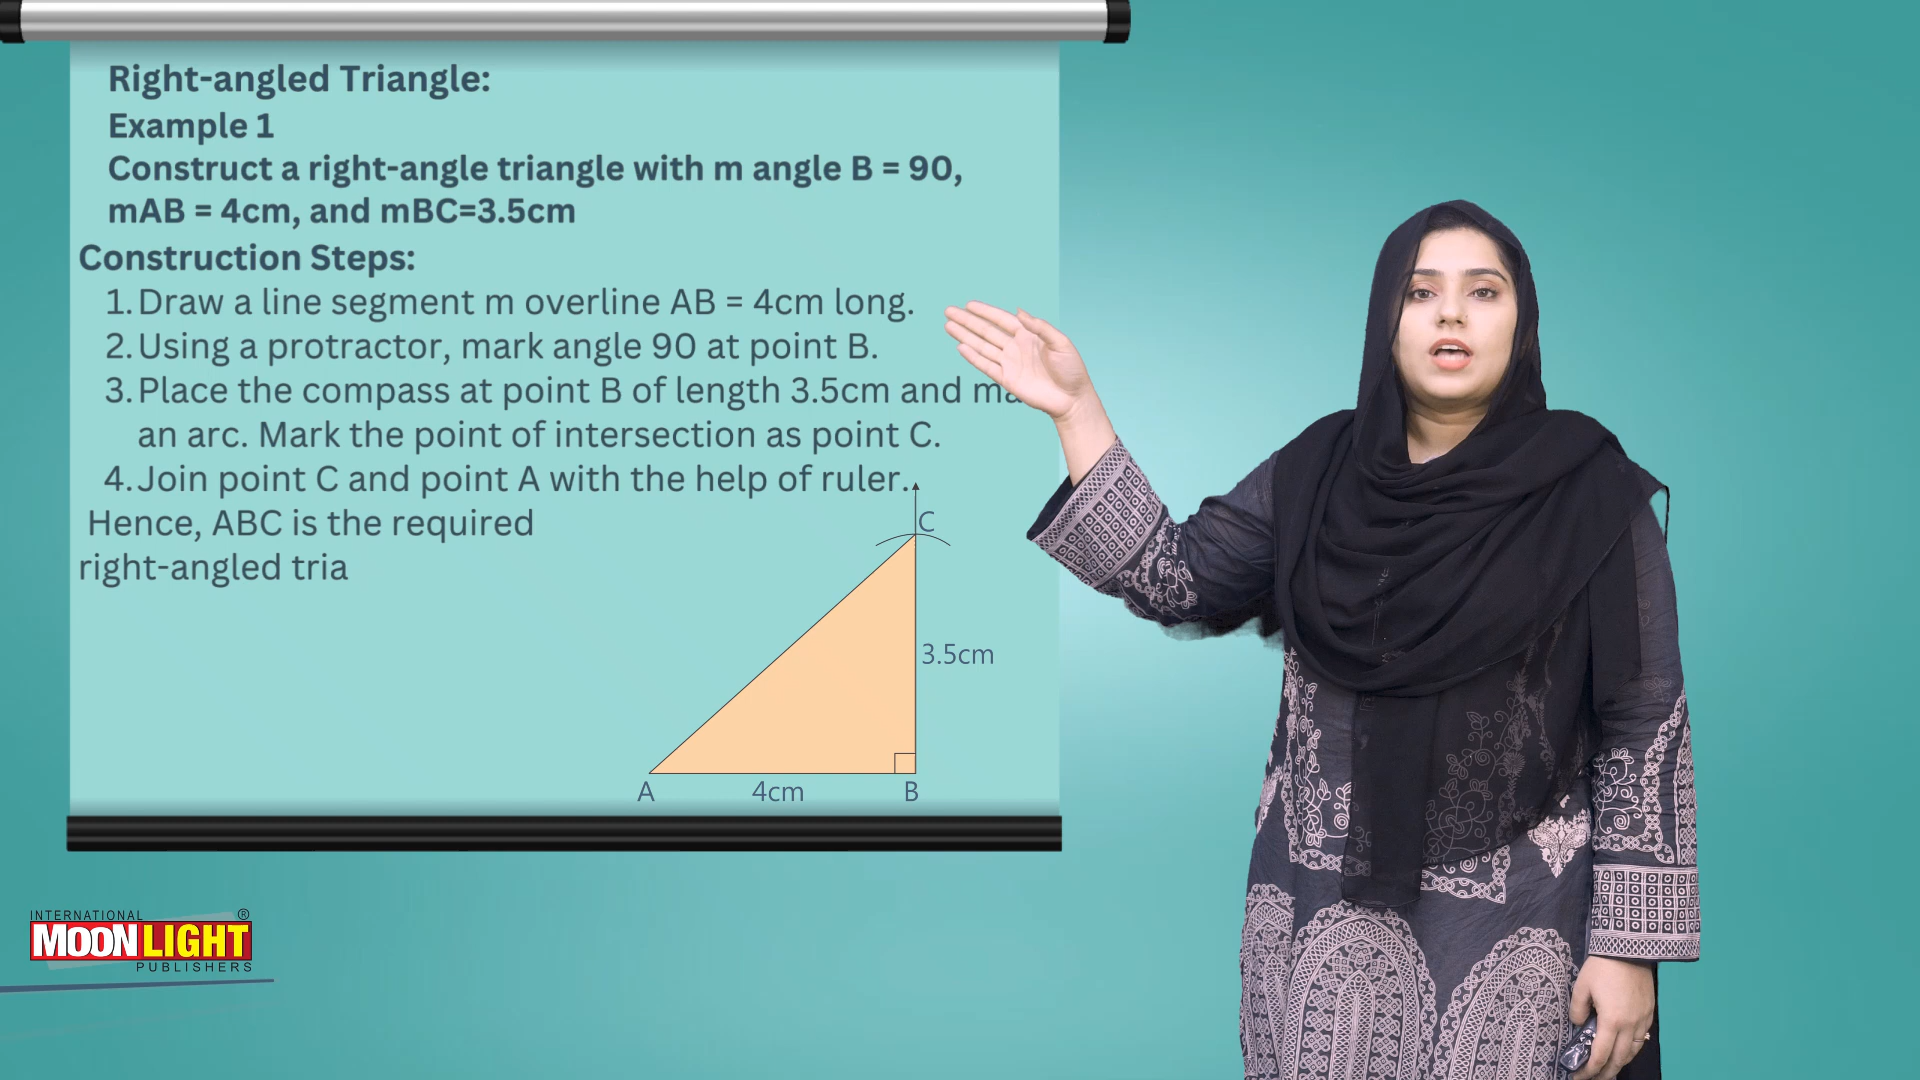 Right-angled Triangle:
Example 1
Construct a right-angle triangle with m angle B = 90,
mAB = 4cm, and mBC=3.5cm
Construction Steps:
1. Draw a line segment m overline AB = 4cm long.
2. Using a protractor, mark angle 90 at point B.
3. Place the compass at point B of length 3.5cm and
an arc. Mark the point of intersection as point C.
4. Join point C and point A with the help of ruler.
Hence, ABC is the required
right-angled tria
C
3.5cm
A 4cm B
INTERNATIONAL ®
MOONLIGHT
PUBLISHERS